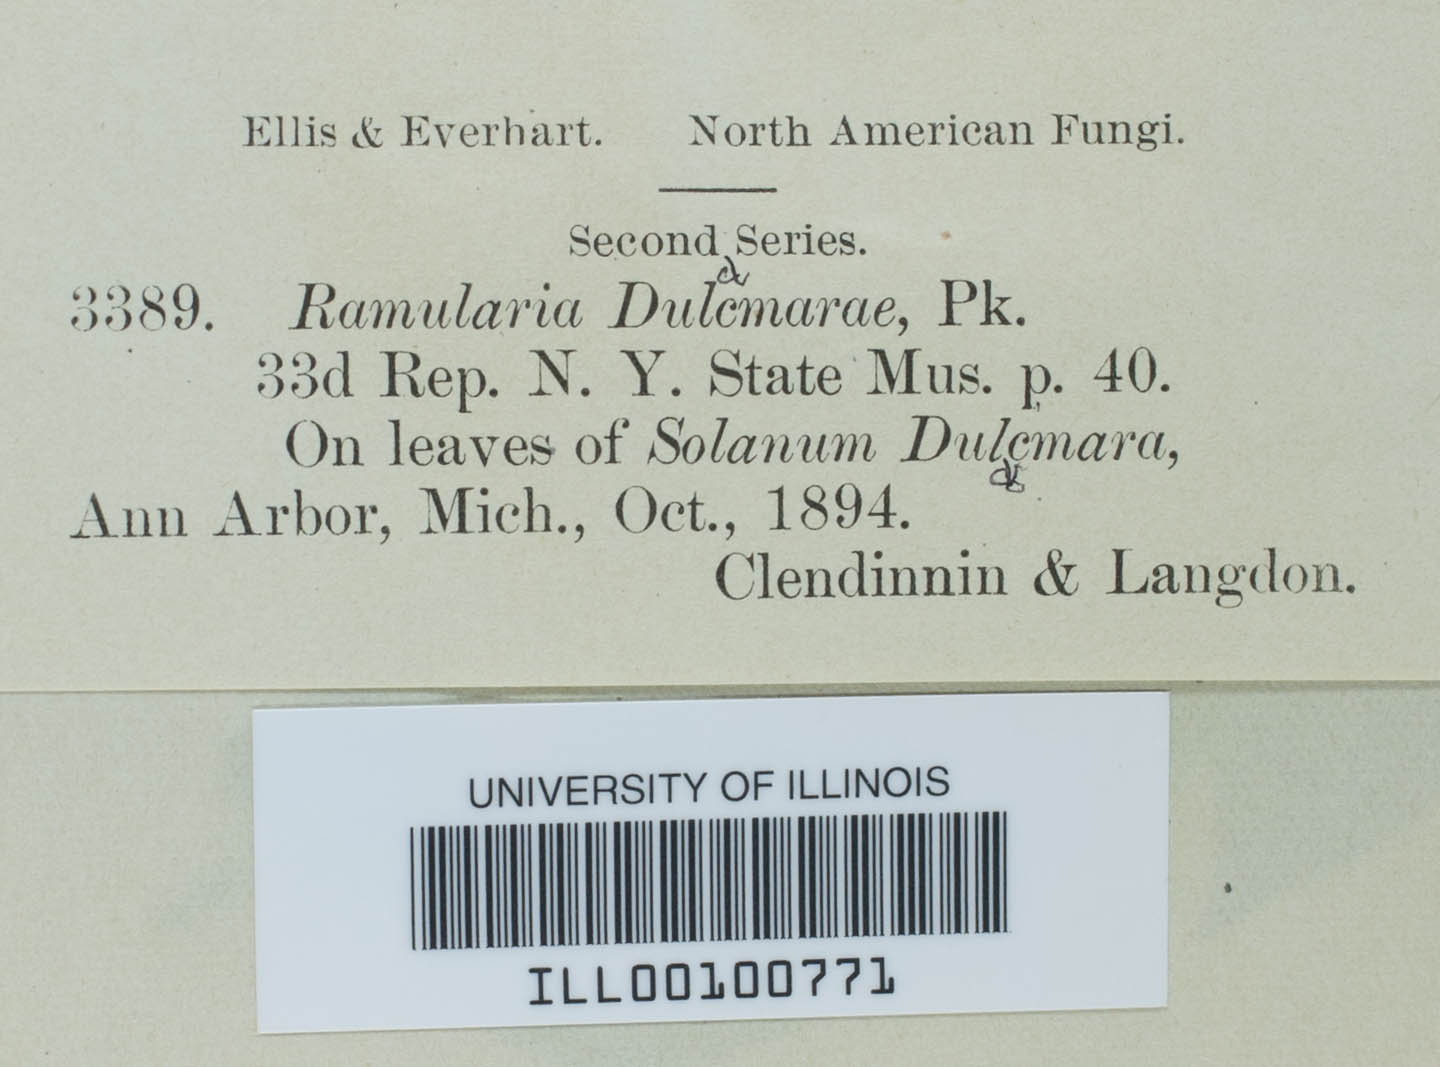 Ellis & Everhart. North American Fungi.
Second Series.
3389. Ramularia Dulcmarae, Pk.
33d Rep. N. Y. State Mus. p. 40.
On leaves of Solanum Dulcmara,
Ann Arbor, Mich., Oct., 1894.
Clendinnin & Langdon.
UNIVERSITY OF ILLINOIS
ILL00100771